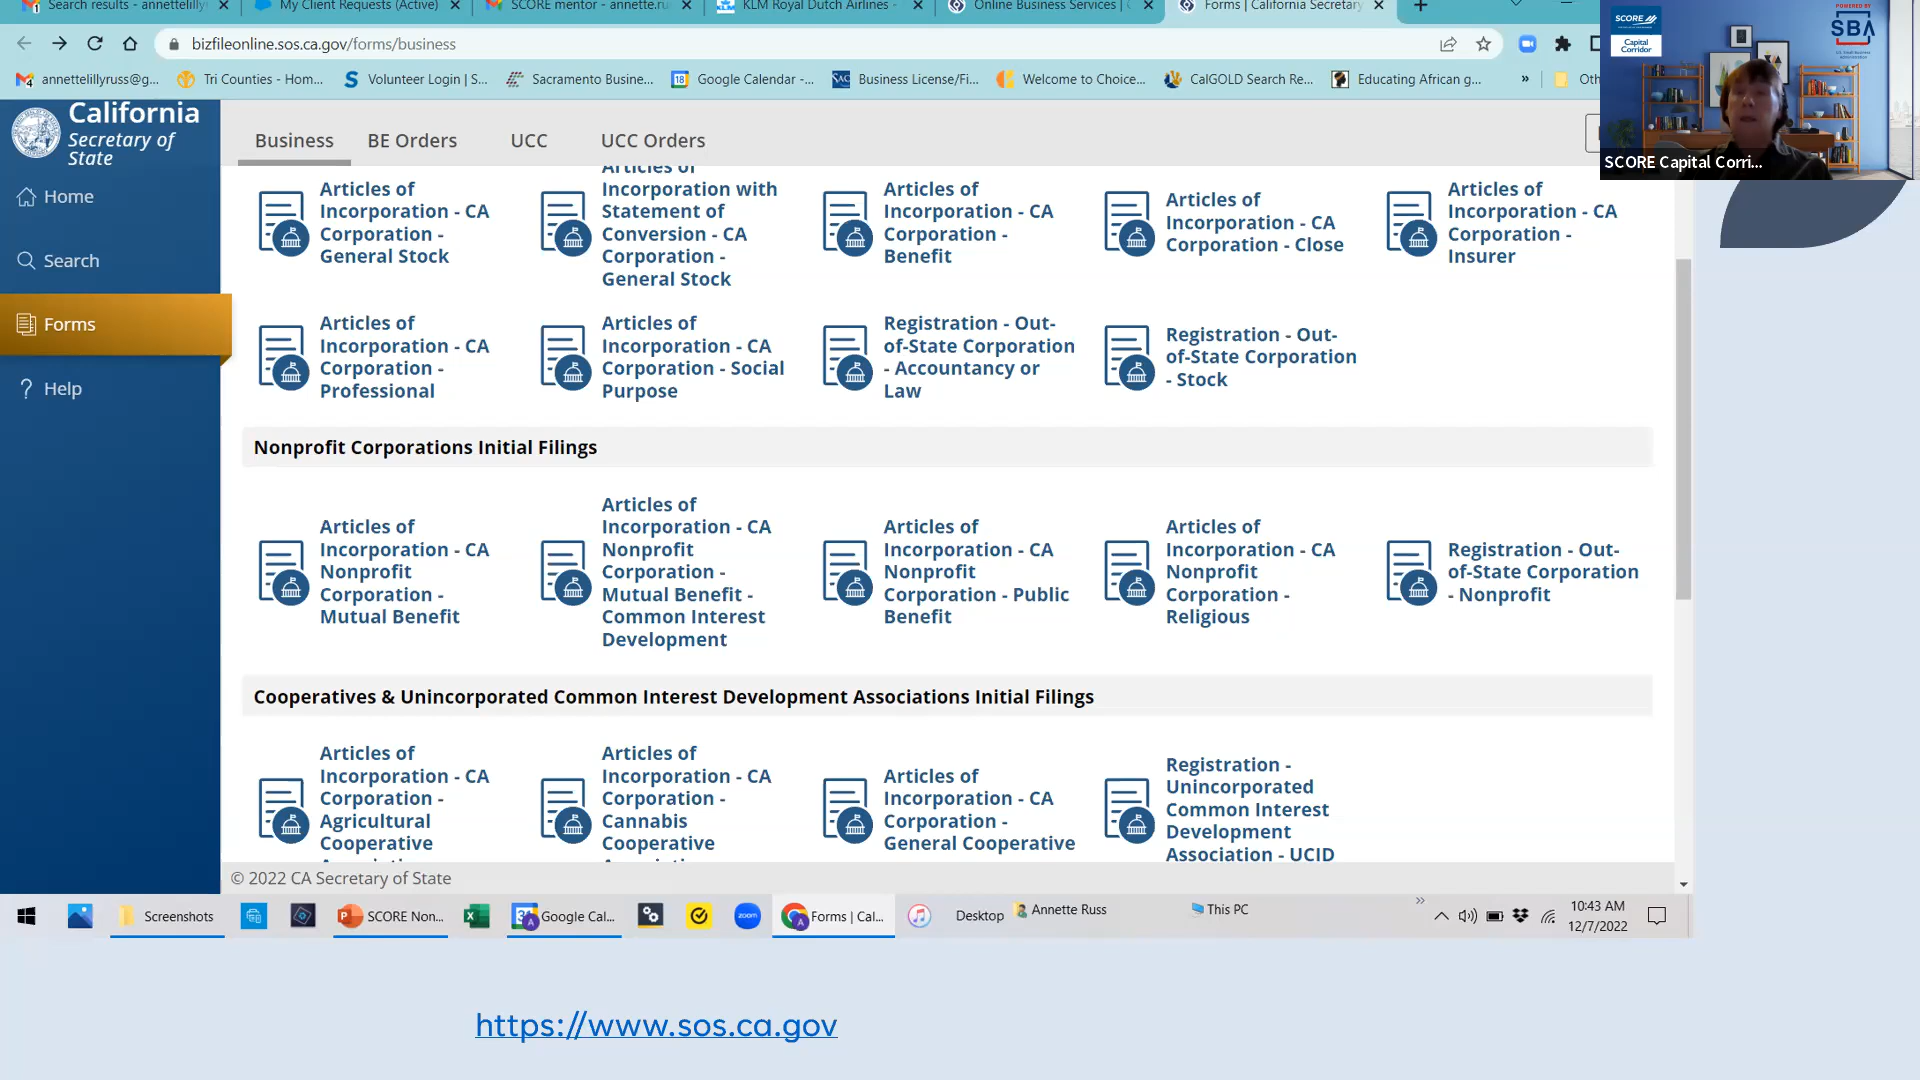 Search results - annettelilly
My Client Requests (Active)
SCORE mentor - annette.ru
KLM Royal Dutch Airlines -
Online Business Services |
Forms | California Secretary
bizfileonline.sos.ca.gov/forms/business
annettelillyruss@g...
Tri Counties - Hom...
Volunteer Login | S...
Sacramento Busine...
Google Calendar -...
Business License/Fi...
Welcome to Choice...
CalGOLD Search Re...
Educating African g...
»
Oth
SCORE
Capital
Corridor
POWERED BY
SBA
SCORE Capital Corri...
California
Secretary of
State
Home
Search
Forms
Help
Business
BE Orders
UCC
UCC Orders
Articles of
Incorporation - CA
Corporation -
General Stock
Articles of
Incorporation with
Statement of
Conversion - CA
Corporation -
General Stock
Articles of
Incorporation - CA
Corporation -
Benefit
Articles of
Incorporation - CA
Corporation - Close
Articles of
Incorporation - CA
Corporation -
Insurer
Articles of
Incorporation - CA
Corporation -
Professional
Articles of
Incorporation - CA
Corporation - Social
Purpose
Registration - Out-
of-State Corporation
- Accountancy or
Law
Registration - Out-
of-State Corporation
- Stock
Nonprofit Corporations Initial Filings
Articles of
Incorporation - CA
Nonprofit
Corporation -
Mutual Benefit
Articles of
Incorporation - CA
Nonprofit
Corporation -
Mutual Benefit -
Common Interest
Development
Articles of
Incorporation - CA
Nonprofit
Corporation - Public
Benefit
Articles of
Incorporation - CA
Nonprofit
Corporation -
Religious
Registration - Out-
of-State Corporation
- Nonprofit
Cooperatives & Unincorporated Common Interest Development Associations Initial Filings
Articles of
Incorporation - CA
Corporation -
Agricultural
Cooperative
Articles of
Incorporation - CA
Corporation -
Cannabis
Cooperative
Articles of
Incorporation - CA
Corporation -
General Cooperative
Registration -
Unincorporated
Common Interest
Development
Association - UCID
© 2022 CA Secretary of State
Screenshots
SCORE Non...
Google Cal...
zoom
Forms | Cal...
Desktop
Annette Russ
This PC
»
10:43 AM
12/7/2022
https://www.sos.ca.gov